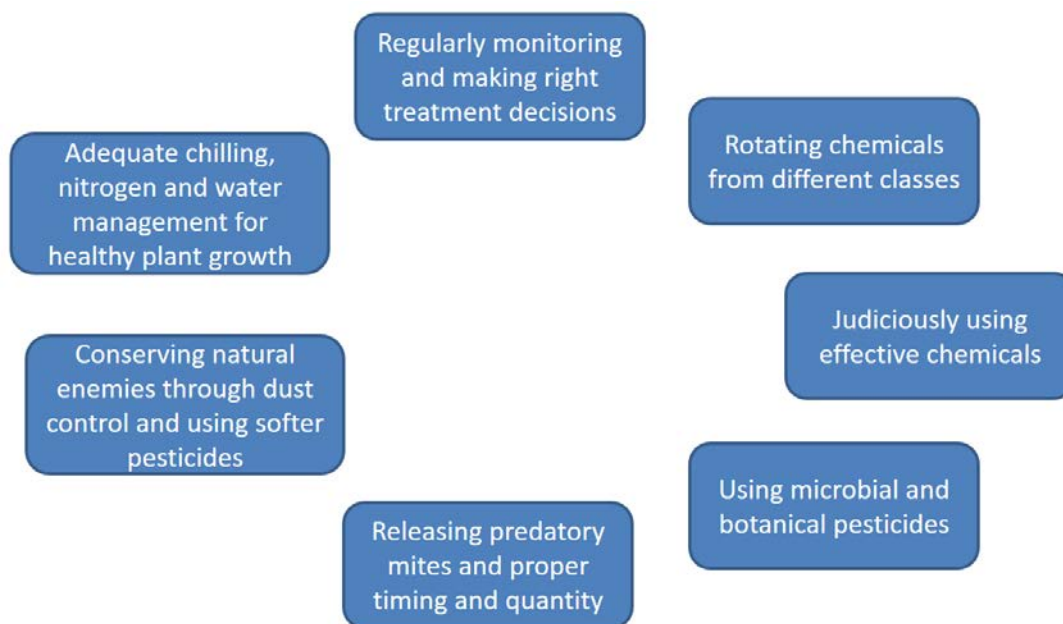 Regularly monitoring
and making right
treatment decisions
Rotating chemicals
from different classes
Judiciously using
effective chemicals
Using microbial and
botanical pesticides
Releasing predatory
mites and proper
timing and quantity
Conserving natural
enemies through dust
control and using softer
pesticides
Adequate chilling,
nitrogen and water
management for
healthy plant growth